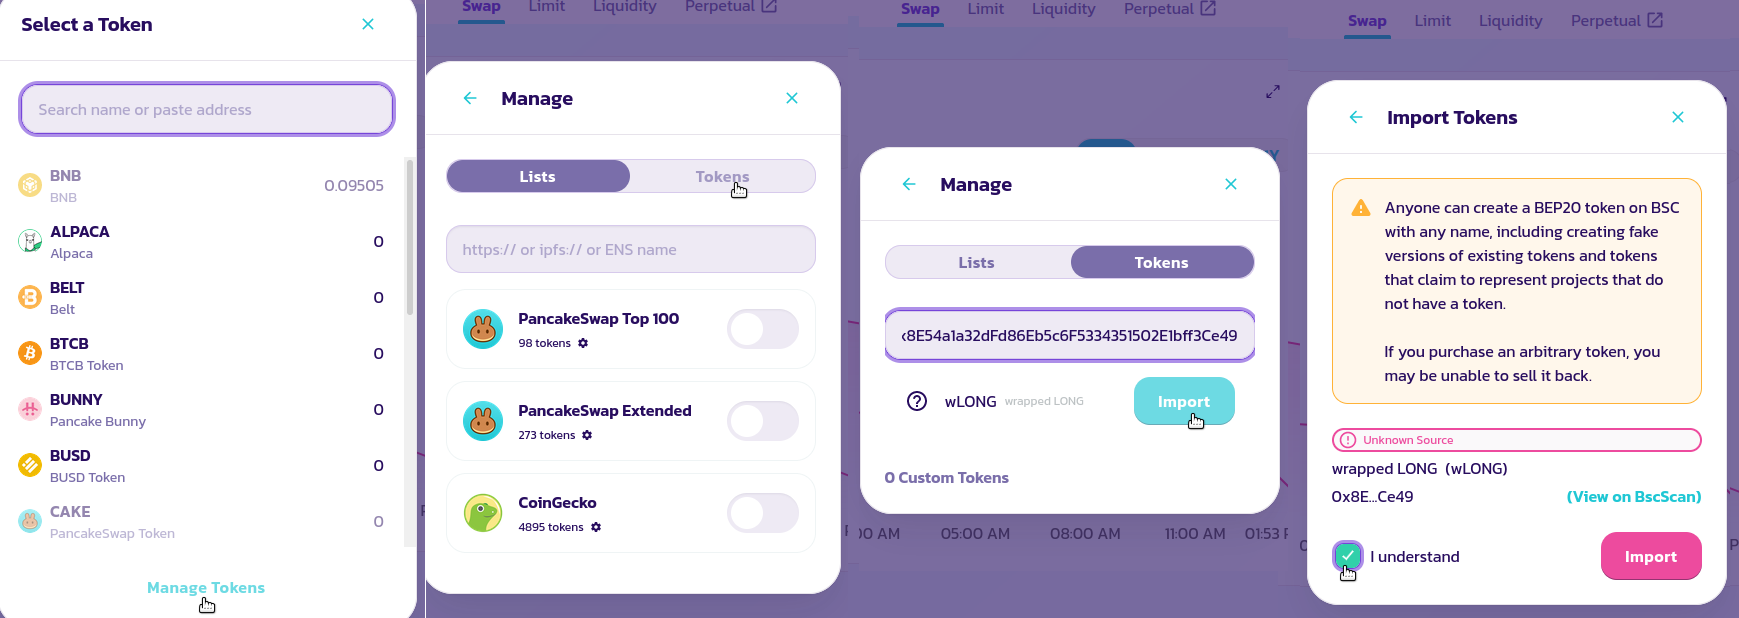 Select a Token
Search name or paste address
BNB
BNB
0.09505
ALPACA
Alpaca
0
BELT
Belt
0
BTCB
BTCB Token
0
BUNNY
Pancake Bunny
0
BUSD
BUSD Token
0
CAKE
PancakeSwap Token
0
Manage Tokens
Swap Limit Liquidity Perpetual
Manage
Lists Tokens
https:// or ipfs:// or ENS name
PancakeSwap Top 100
98 tokens
PancakeSwap Extended
273 tokens
CoinGecko
4895 tokens
Swap Limit Liquidity Perpetual
Manage
Lists Tokens
8E54a1a32dFd86Eb5c6F5334351502E1bff3Ce49
wLONG wrapped LONG
Import
0 Custom Tokens
05:00 AM 08:00 AM 11:00 AM 01:53
Swap Limit Liquidity Perpetual
Import Tokens
Anyone can create a BEP20 token on BSC
with any name, including creating fake
versions of existing tokens and tokens
that claim to represent projects that do
not have a token.
If you purchase an arbitrary token, you
may be unable to sell it back.
Unknown Source
wrapped LONG (wLONG)
0x8E...Ce49 (View on BscScan)
I understand
Import